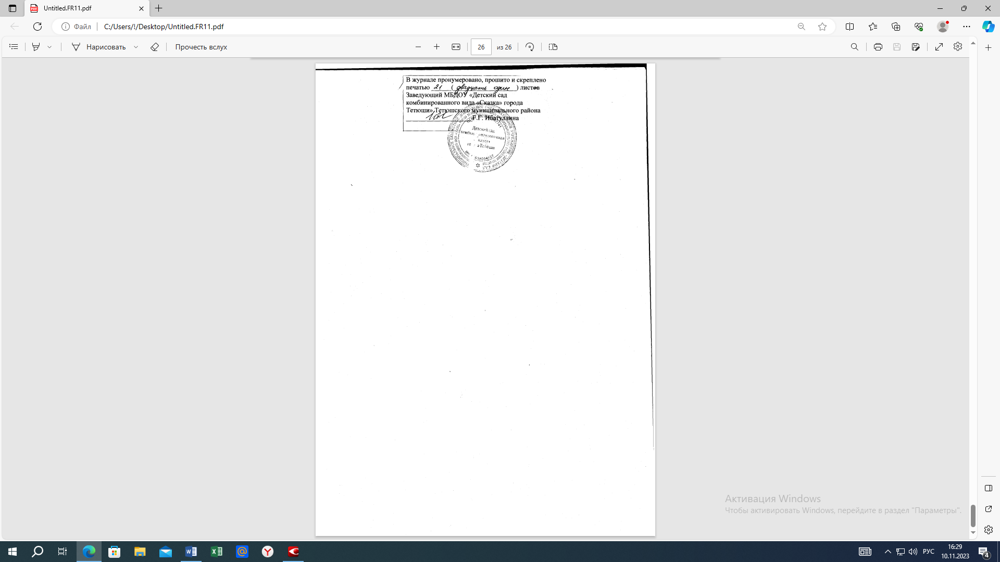 Untitled.FR11.pdf
Файл
C:/Users/!/Desktop/Untitled.FR11.pdf
Нарисовать
Прочесть вслух
26
из 26
В журнале пронумеровано, прошито и скреплено
печатью 21 (двадцать один) листов
Заведующий МБДОУ «Детский сад
комбинированного вида «Сказка» города
Тетюши» Тетюшского муниципального района
Г.Г. Ибатуллина
Детский сад
вида
Тетюши
Активация Windows
Чтобы активировать Windows, перейдите в раздел "Параметры".
РУС
16:29
10.11.2023
4